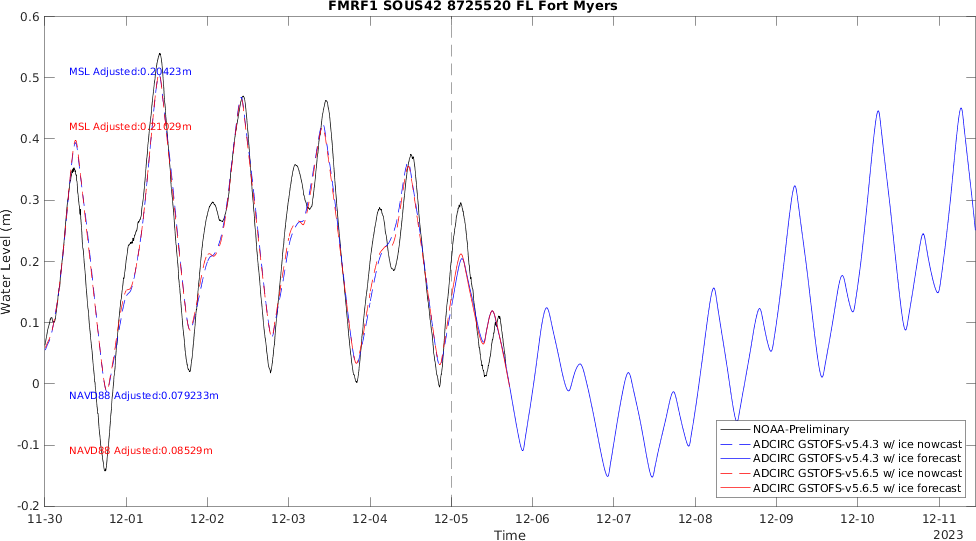 FMRF1 SOUS42 8725520 FL Fort Myers
Water Level (m)
0.6
0.5
0.4
0.3
0.2
0.1
0
-0.1
-0.2
MSL Adjusted:0.20423m
MSL Adjusted:0.21029m
NAVD88 Adjusted:0.079233m
NAVD88 Adjusted:0.08529m
NOAA-Preliminary
ADCIRC GSTOFS-v5.4.3 w/ ice nowcast
ADCIRC GSTOFS-v5.4.3 w/ ice forecast
ADCIRC GSTOFS-v5.6.5 w/ ice nowcast
ADCIRC GSTOFS-v5.6.5 w/ ice forecast
11-30 12-01 12-02 12-03 12-04 12-05 12-06 12-07 12-08 12-09 12-10 12-11
2023
Time